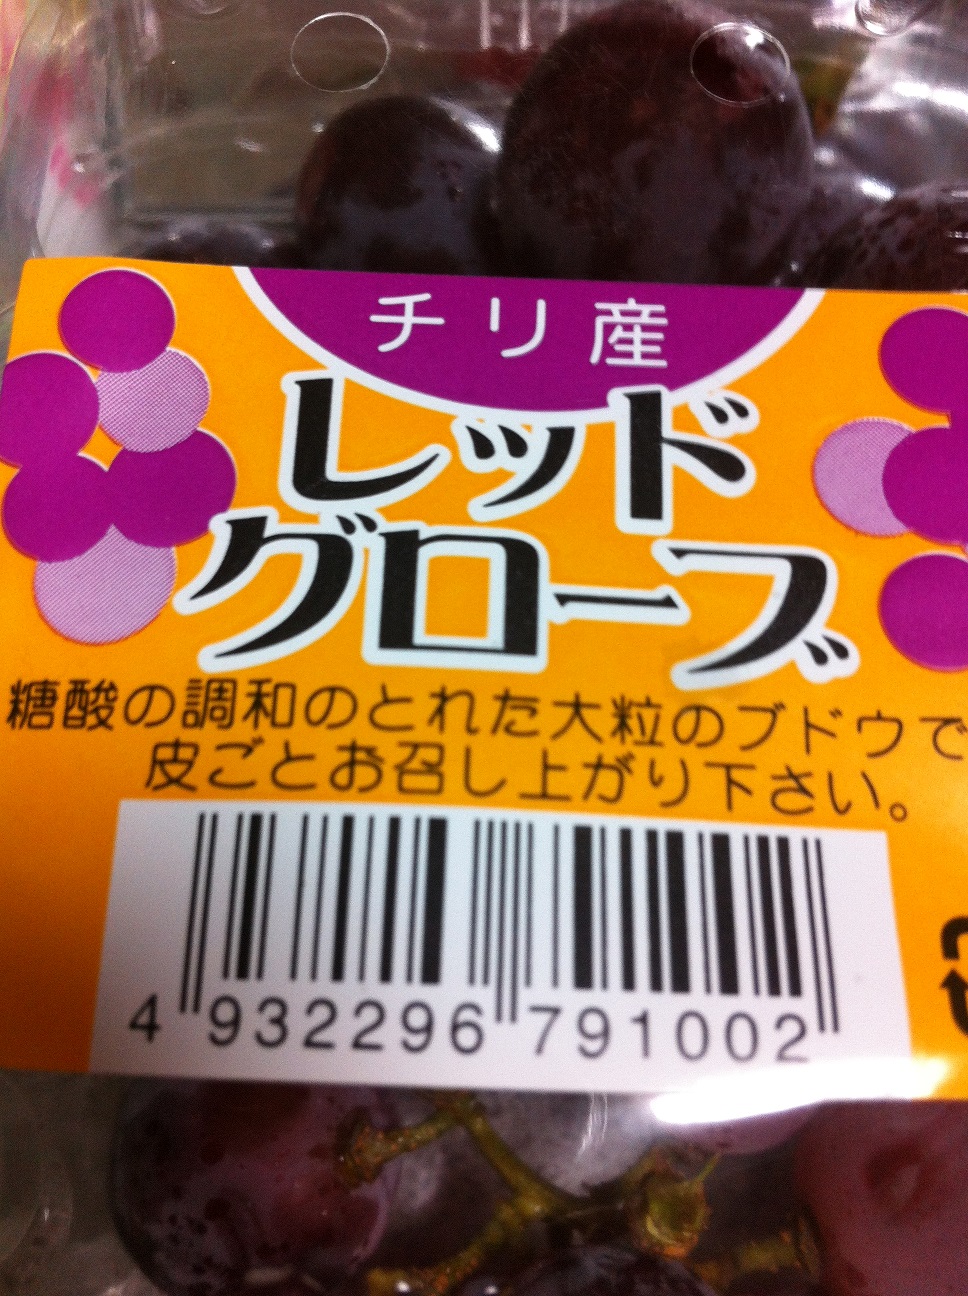 チリ産
レッド
グローブ
糖酸の調和のとれた大粒のブドウで
皮ごとお召し上がり下さい。
4 932296 791002